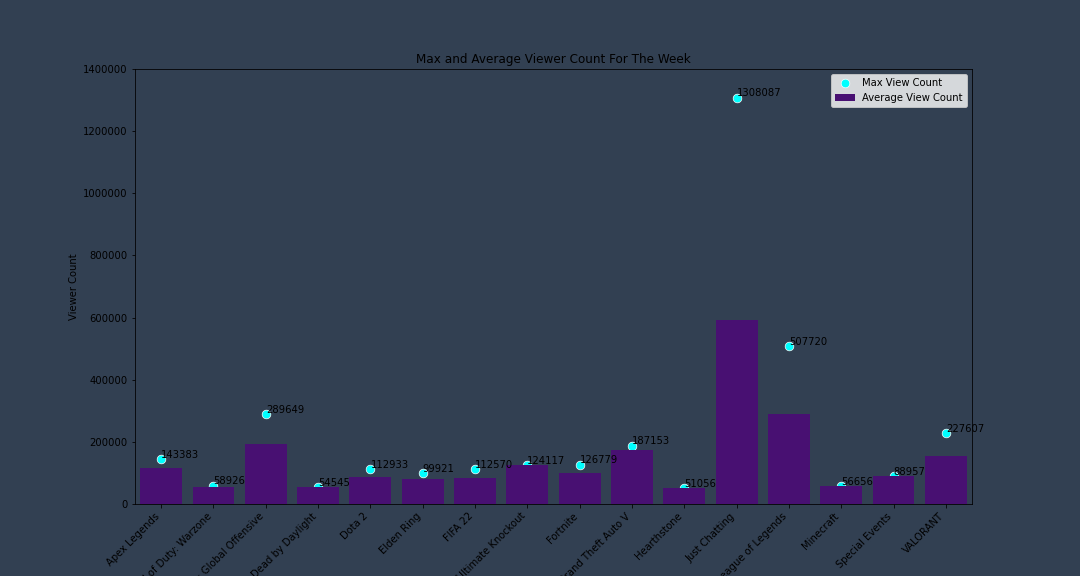 Max and Average Viewer Count For The Week
Max View Count
Average View Count
Viewer Count
1400000
1200000
1000000
800000
600000
400000
200000
0
143383
58926
289649
54545
112933
99921
112570
124117
126779
187153
51056
1308087
507720
56656
88957
227607
Apex Legends
of Duty: Warzone
Global Offensive
Dead by Daylight
Dota 2
Elden Ring
FIFA 22
Ultimate Knockout
Fortnite
and Theft Auto V
Hearthstone
Just Chatting
eague of Legends
Minecraft
Special Events
VALORANT